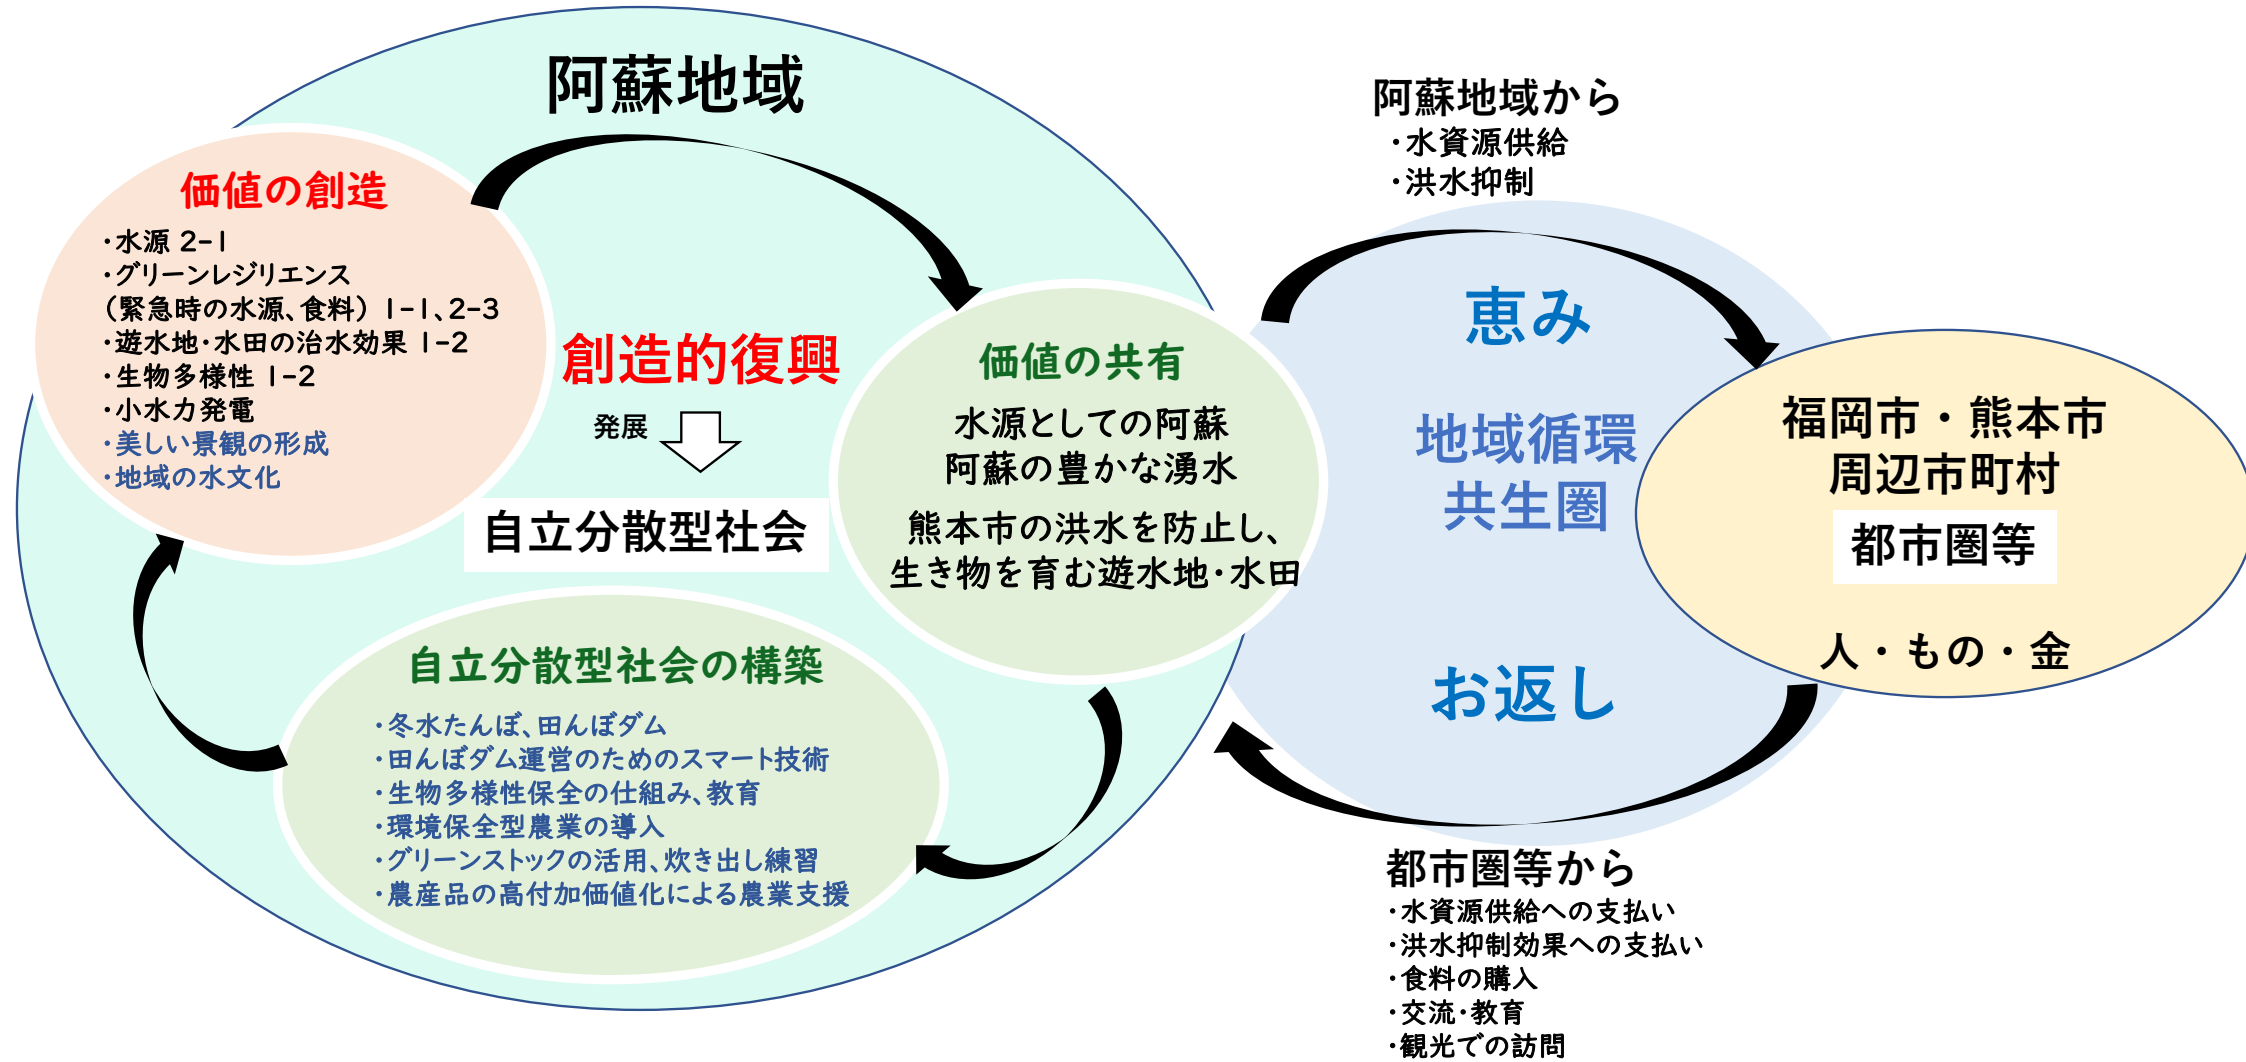 阿蘇地域
価値の創造
・水源 2-1
・グリーンレジリエンス
（緊急時の水源、食料）1-1、2-3
・遊水地・水田の治水効果 1-2
・生物多様性 1-2
・小水力発電
・美しい景観の形成
・地域の水文化
創造的復興
発展
自立分散型社会
価値の共有
水源としての阿蘇
阿蘇の豊かな湧水
熊本市の洪水を防止し、
生き物を育む遊水地・水田
自立分散型社会の構築
・冬水たんぼ、田んぼダム
・田んぼダム運営のためのスマート技術
・生物多様性保全の仕組み、教育
・環境保全型農業の導入
・グリーンストックの活用、炊き出し練習
・農産品の高付加価値化による農業支援
阿蘇地域から
・水資源供給
・洪水抑制
恵み
地域循環
共生圏
お返し
福岡市・熊本市
周辺市町村
都市圏等
人・もの・金
都市圏等から
・水資源供給への支払い
・洪水抑制効果への支払い
・食料の購入
・交流・教育
・観光での訪問